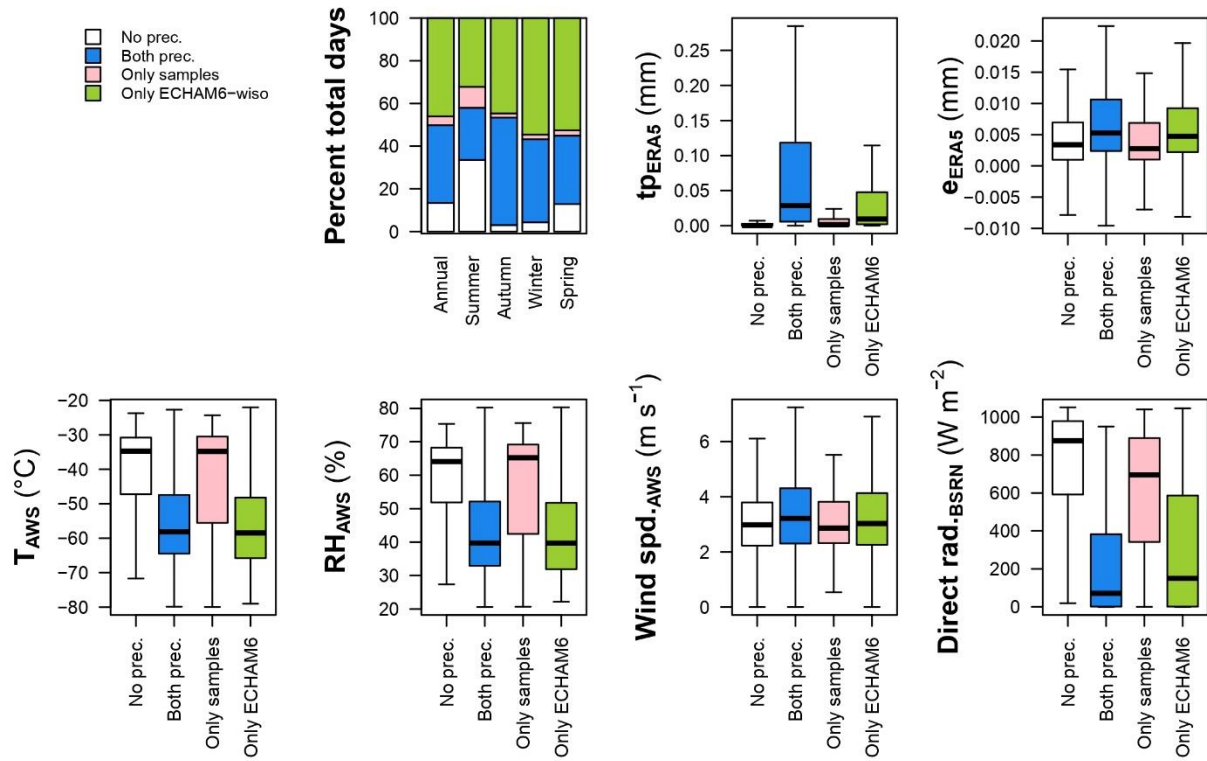 No prec.
Both prec.
Only samples
Only ECHAM6−wiso
Percent total days
100
80
60
40
20
0
Annual
Summer
Autumn
Winter
Spring
tpERA5 (mm)
0.25
0.20
0.15
0.10
0.05
0.00
No prec.
Both prec.
Only samples
Only ECHAM6
eERA5 (mm)
0.020
0.015
0.010
0.005
0.000
−0.005
−0.010
No prec.
Both prec.
Only samples
Only ECHAM6
TAWS (°C)
−20
−30
−40
−50
−60
−70
−80
No prec.
Both prec.
Only samples
Only ECHAM6
RHAWS (%)
80
70
60
50
40
30
20
No prec.
Both prec.
Only samples
Only ECHAM6
Wind spd.AWS (m s−1)
6
4
2
0
No prec.
Both prec.
Only samples
Only ECHAM6
Direct rad.BSRN (W m−2)
1000
800
600
400
200
0
No prec.
Both prec.
Only samples
Only ECHAM6